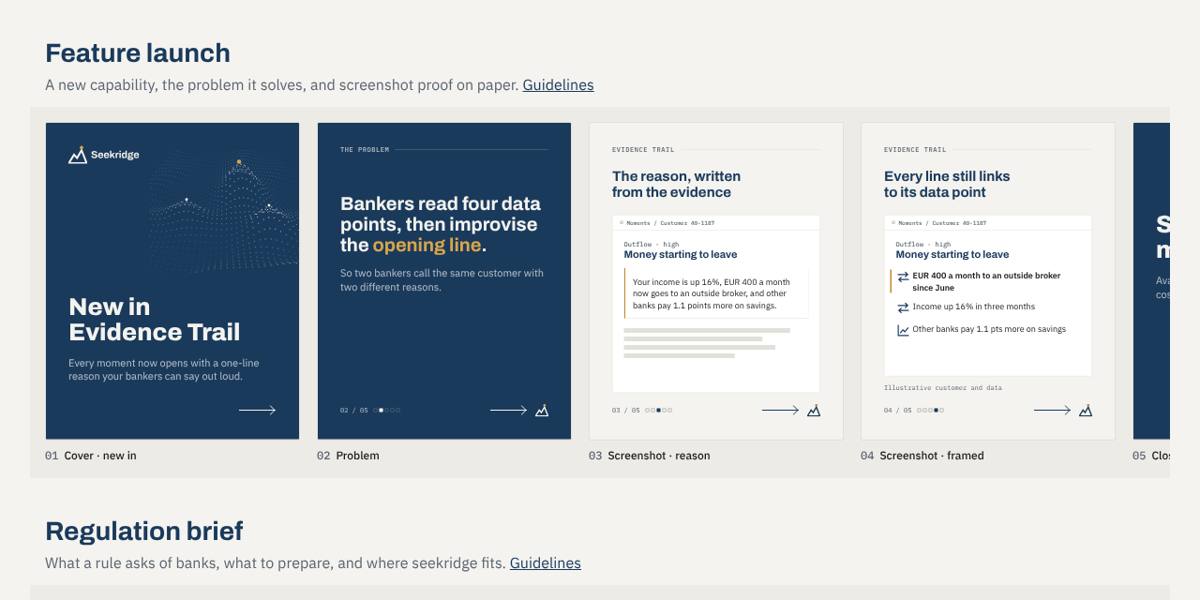 Feature launch
A new capability, the problem it solves, and screenshot proof on paper. Guidelines
Seekridge
New in
Evidence Trail
Every moment now opens with a one-line
reason your bankers can say out loud.
01 Cover · new in
THE PROBLEM
Bankers read four data
points, then improvise
the opening line.
So two bankers call the same customer with
two different reasons.
02 / 05
02 Problem
EVIDENCE TRAIL
The reason, written
from the evidence
Moments / Customer 40-1187
Outflow · high
Money starting to leave
Your income is up 16%, EUR 400 a month
now goes to an outside broker, and other
banks pay 1.1 points more on savings.
03 / 05
03 Screenshot · reason
EVIDENCE TRAIL
Every line still links
to its data point
Moments / Customer 40-1187
Outflow · high
Money starting to leave
EUR 400 a month to an outside broker
since June
Income up 16% in three months
Other banks pay 1.1 pts more on savings
Illustrative customer and data
04 / 05
04 Screenshot · framed
05
Regulation brief
What a rule asks of banks, what to prepare, and where seekridge fits. Guidelines